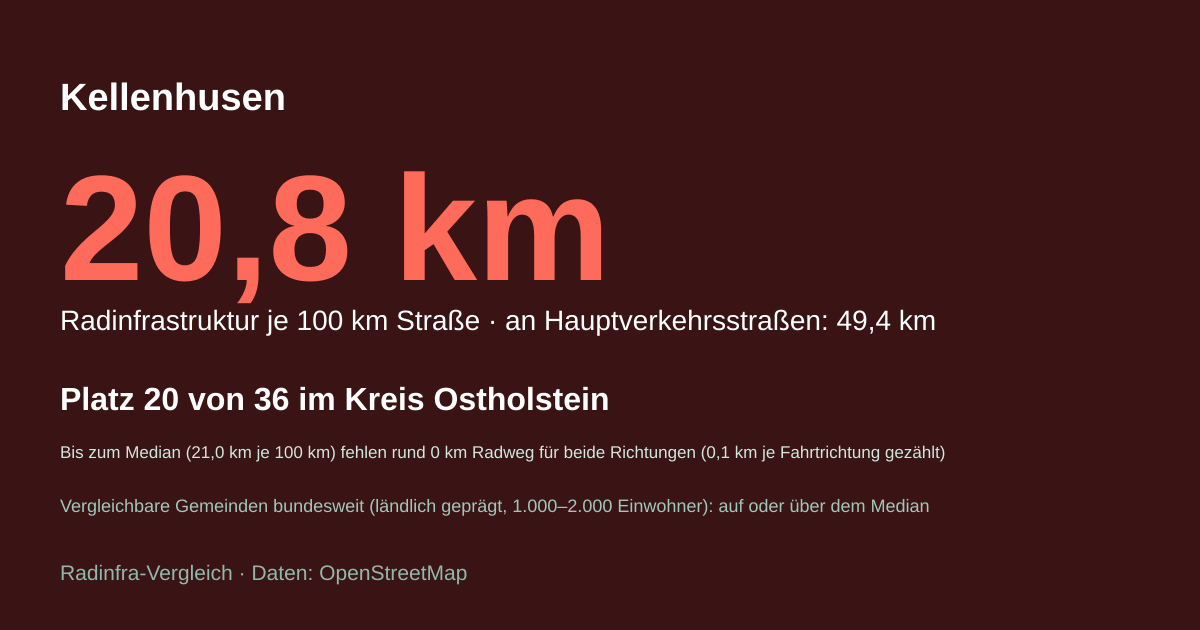 Kellenhusen
20,8 km
Radinfrastruktur je 100 km Straße · an Hauptverkehrsstraßen: 49,4 km
Platz 20 von 36 im Kreis Ostholstein
Bis zum Median (21,0 km je 100 km) fehlen rund 0 km Radweg für beide Richtungen (0,1 km je Fahrtrichtung gezählt)
Vergleichbare Gemeinden bundesweit (ländlich geprägt, 1.000–2.000 Einwohner): auf oder über dem Median
Radinfra-Vergleich · Daten: OpenStreetMap